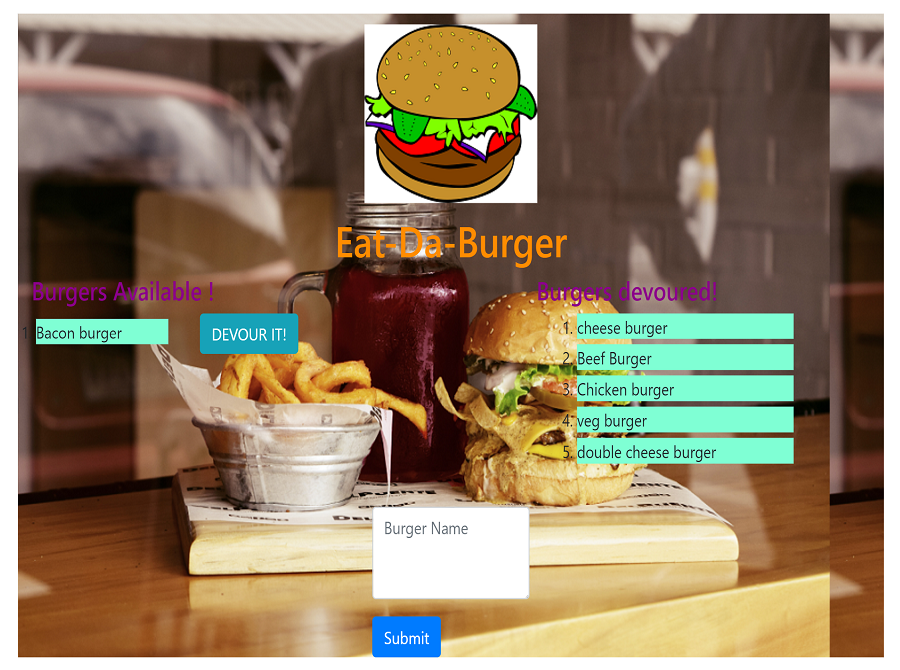 Eat-Da-Burger
Burgers Available !
1. Bacon burger
DEVOUR IT!
Burgers devoured!
1. cheese burger
2. Beef Burger
3. Chicken burger
4. veg burger
5. double cheese burger
Burger Name
Submit